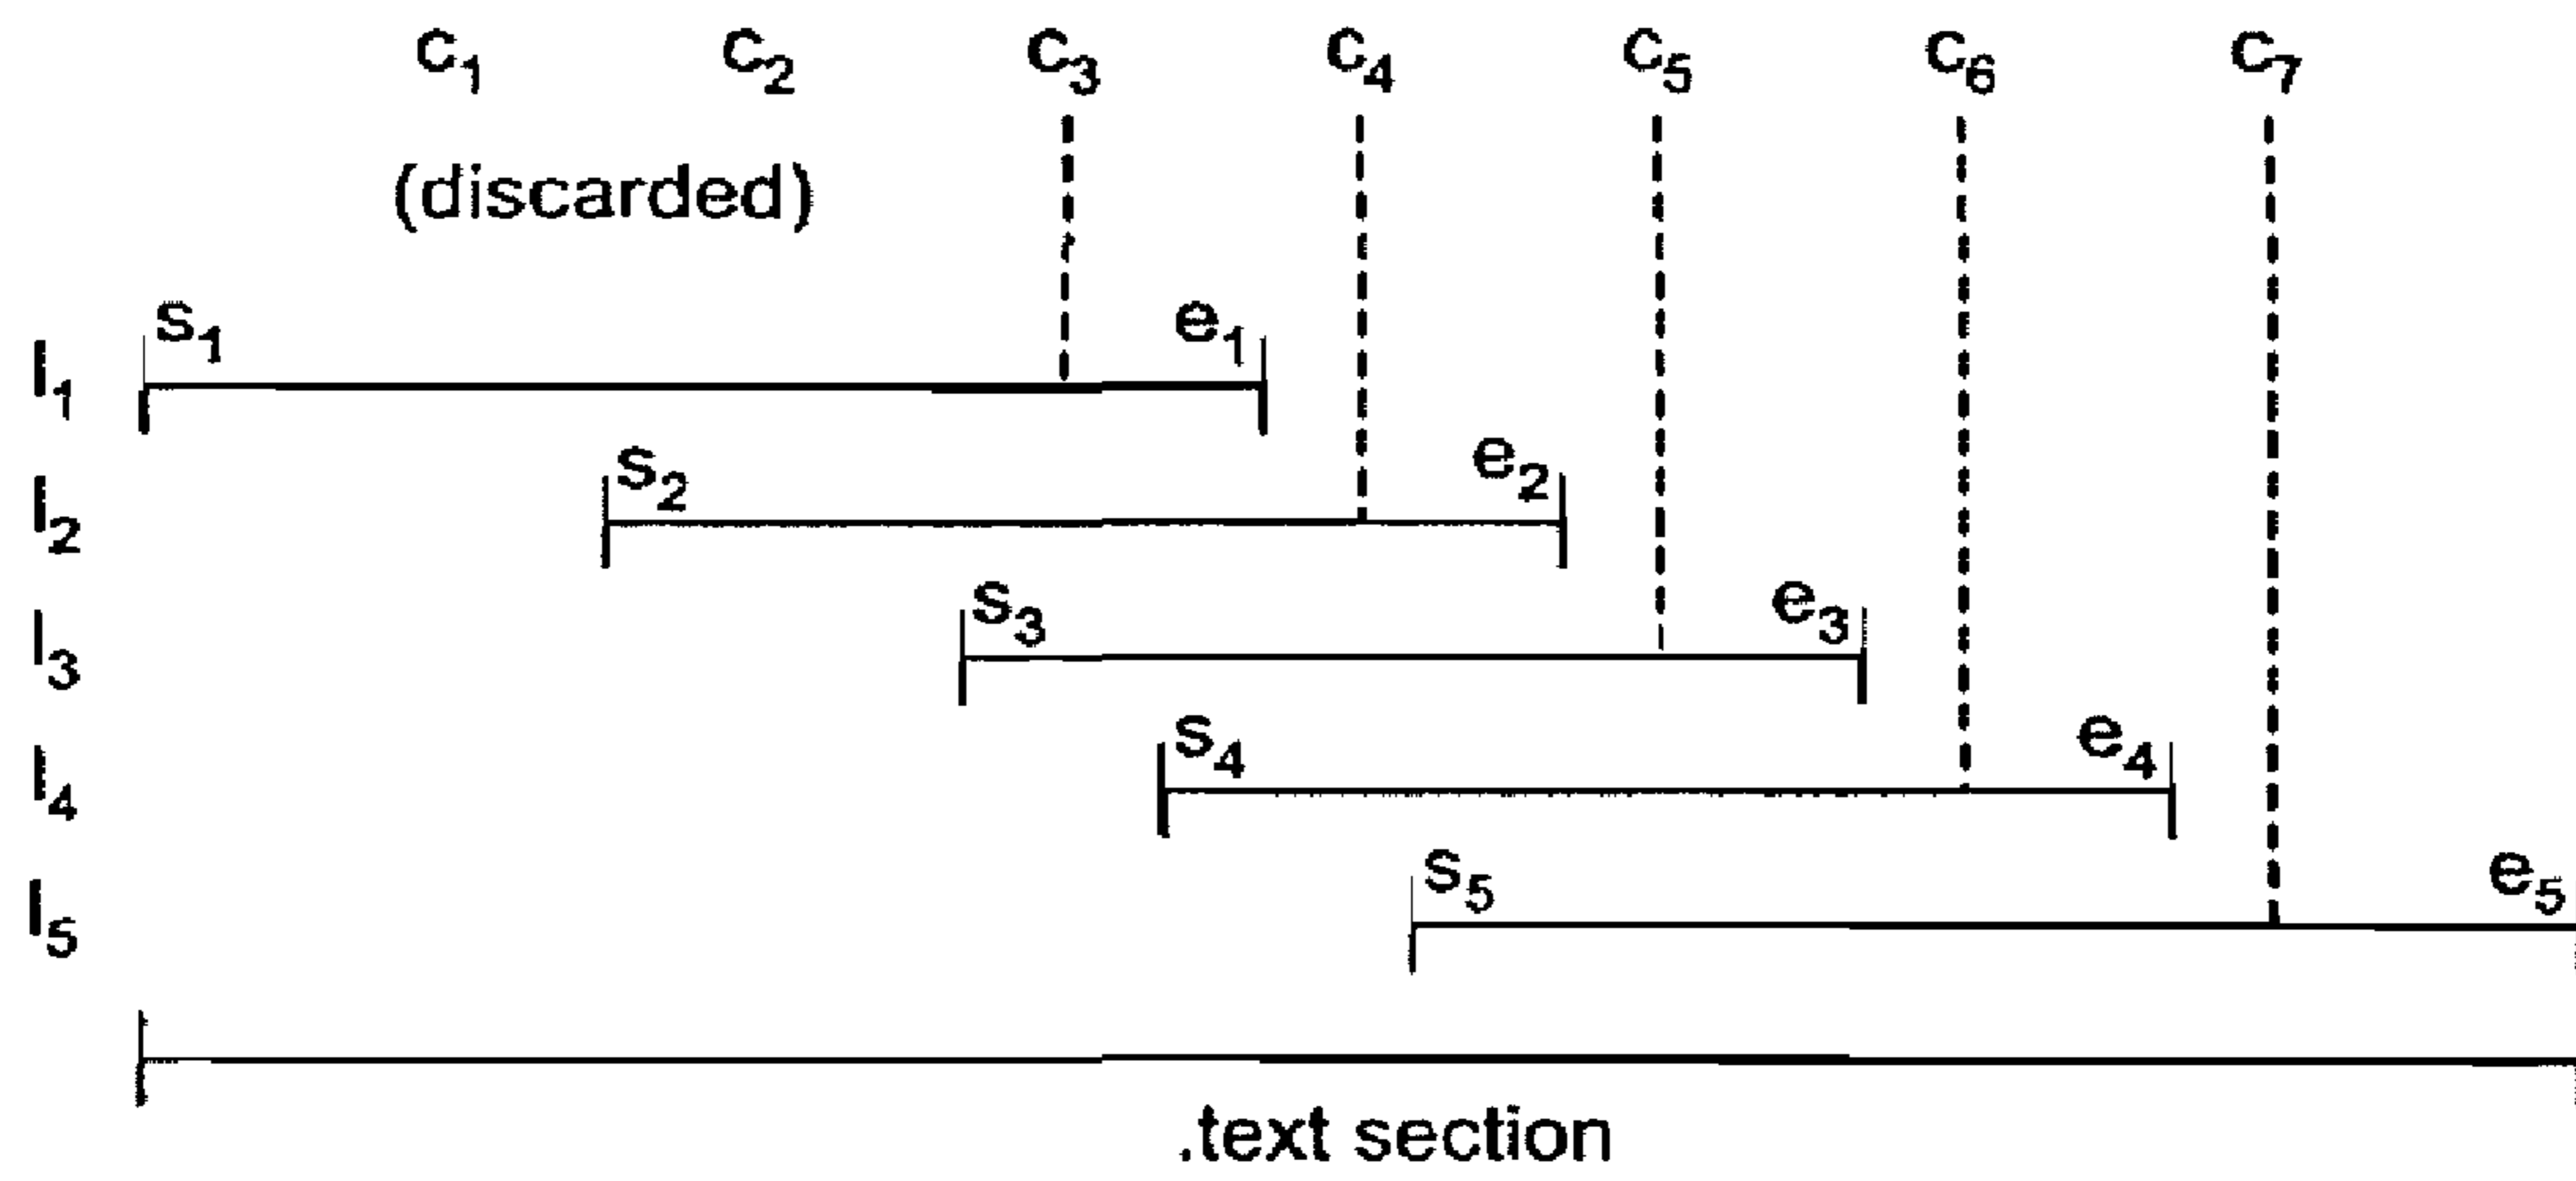 c₁ c₂ c₃ c₄ c₅ c₆ c₇
(discarded)
s₁ e₁
I₁
s₂ e₂
I₂
s₃ e₃
I₃
s₄ e₄
I₄
s₅ e₅
I₅
.text section